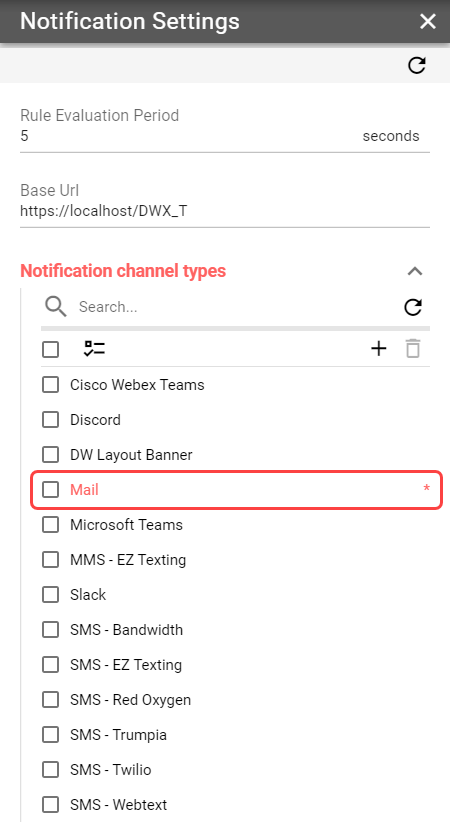 Notification Settings
Rule Evaluation Period
5 seconds
Base Url
https://localhost/DWX_T
Notification channel types
Search...
Cisco Webex Teams
Discord
DW Layout Banner
Mail *
Microsoft Teams
MMS - EZ Texting
Slack
SMS - Bandwidth
SMS - EZ Texting
SMS - Red Oxygen
SMS - Trumpia
SMS - Twilio
SMS - Webtext